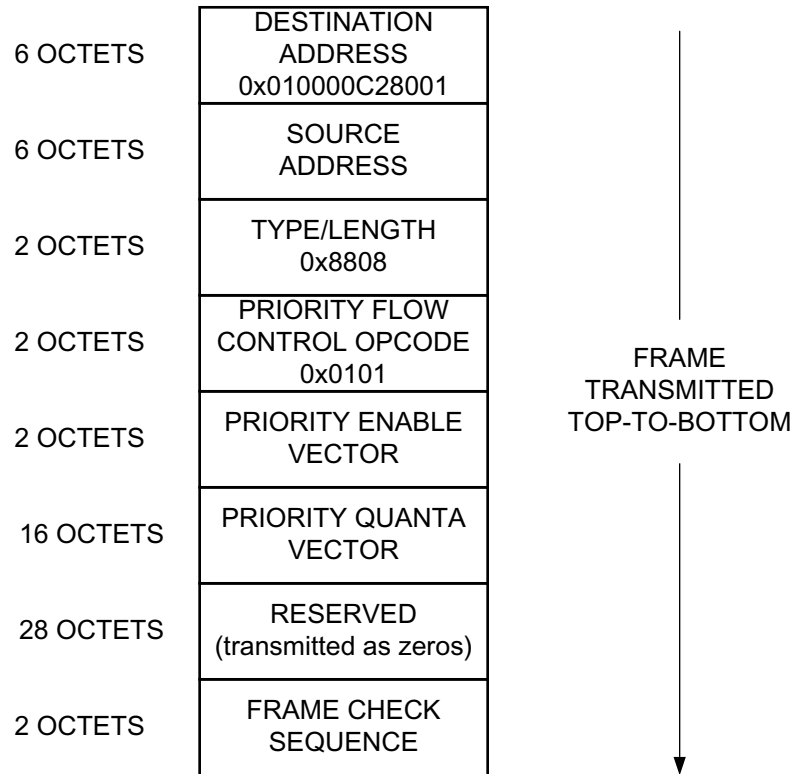 6 OCTETS
DESTINATION
ADDRESS
0x010000C28001
6 OCTETS
SOURCE
ADDRESS
2 OCTETS
TYPE/LENGTH
0x8808
2 OCTETS
PRIORITY FLOW
CONTROL OPCODE
0x0101
2 OCTETS
PRIORITY ENABLE
VECTOR
16 OCTETS
PRIORITY QUANTA
VECTOR
28 OCTETS
RESERVED
(transmitted as zeros)
2 OCTETS
FRAME CHECK
SEQUENCE
FRAME
TRANSMITTED
TOP-TO-BOTTOM